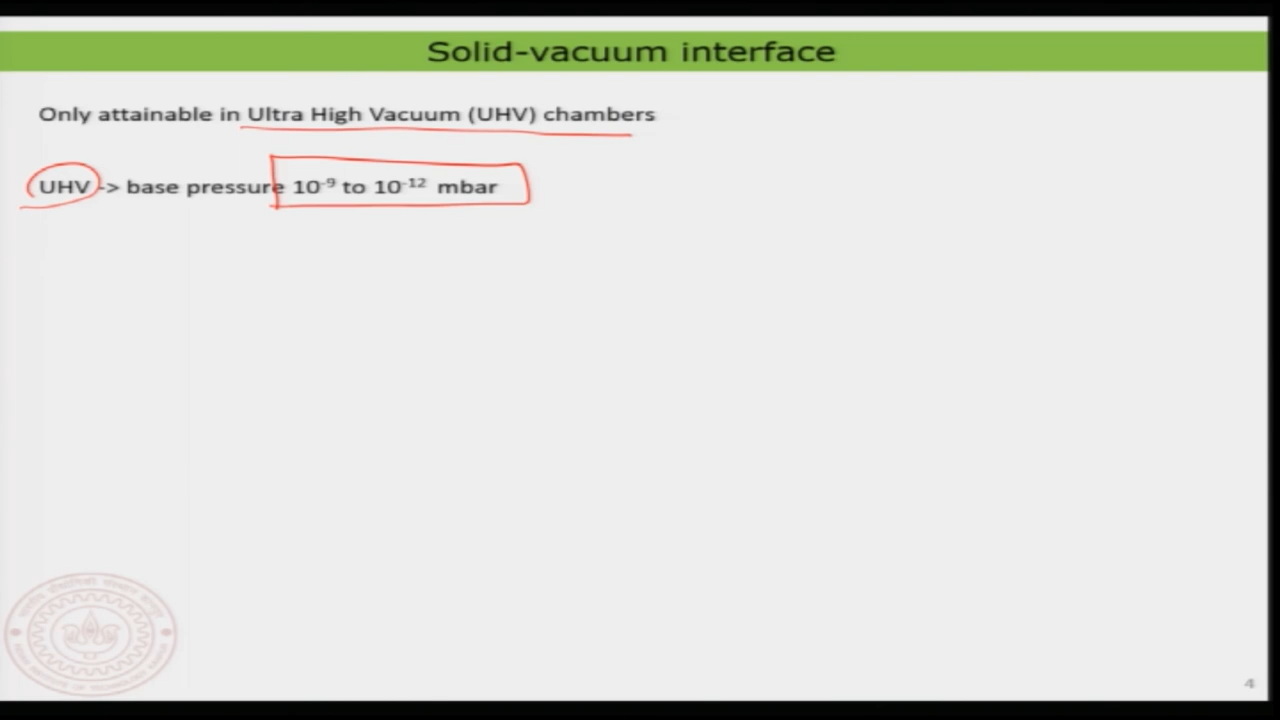 Solid-vacuum interface
Only attainable in Ultra High Vacuum (UHV) chambers
UHV -> base pressure 10⁻⁹ to 10⁻¹² mbar
4